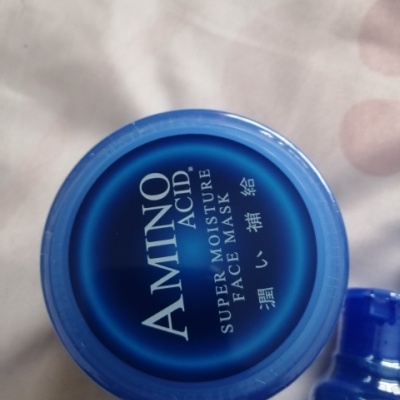 AMINO
ACID®
SUPER MOISTURE
FACE MASK
潤い補給